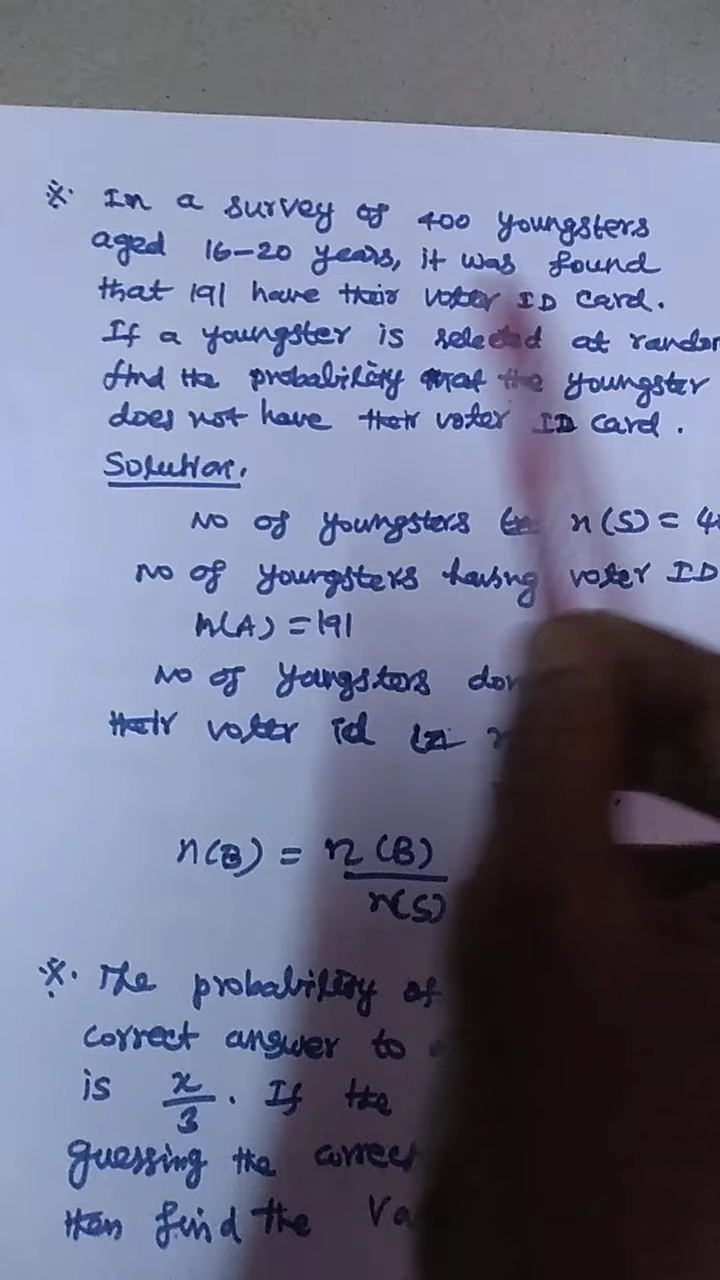 ※. In a survey of 400 youngsters
aged 16-20 years, it was found
that 191 have their voter ID card.
If a youngster is selected at random
find the probability that the youngster
does not have their voter ID card.
Solution.
No of youngsters n(S) = 4
No of youngsters having voter ID
n(A) = 191
No of youngsters
their voter id
n(B) = n(B)
n(S)
※. The probability of
correct answer to
is x/3. If the
guessing the correct
then find the Va